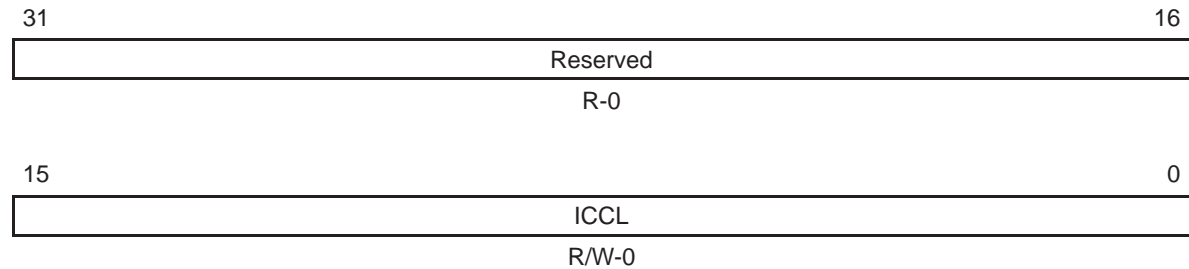 31 16
Reserved
R-0
15 0
ICCL
R/W-0